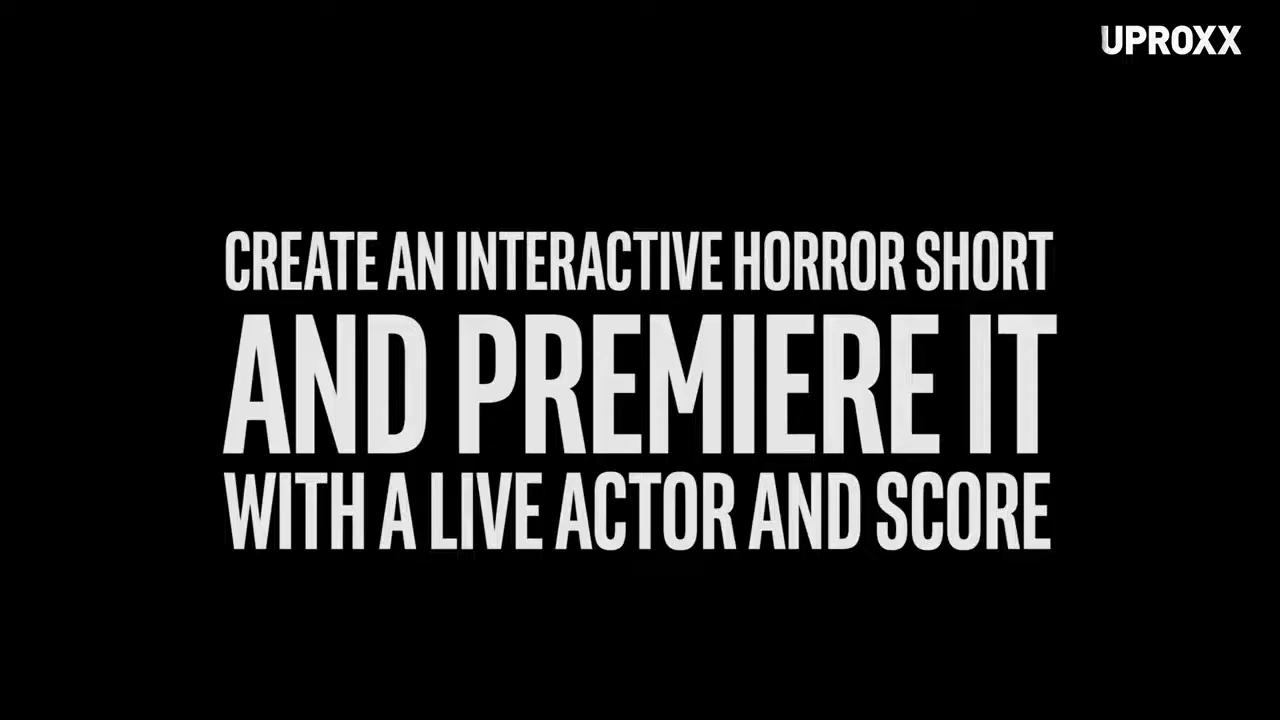 UPROXX
CREATE AN INTERACTIVE HORROR SHORT
AND PREMIERE IT
WITH A LIVE ACTOR AND SCORE